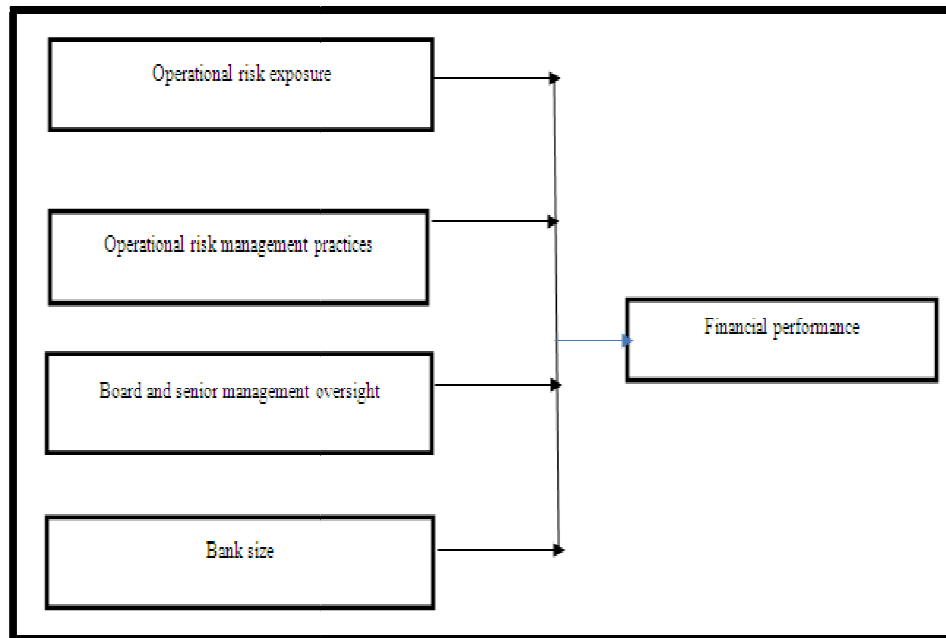 Operational risk exposure
Operational risk management practices
Financial performance
Board and senior management oversight
Bank size